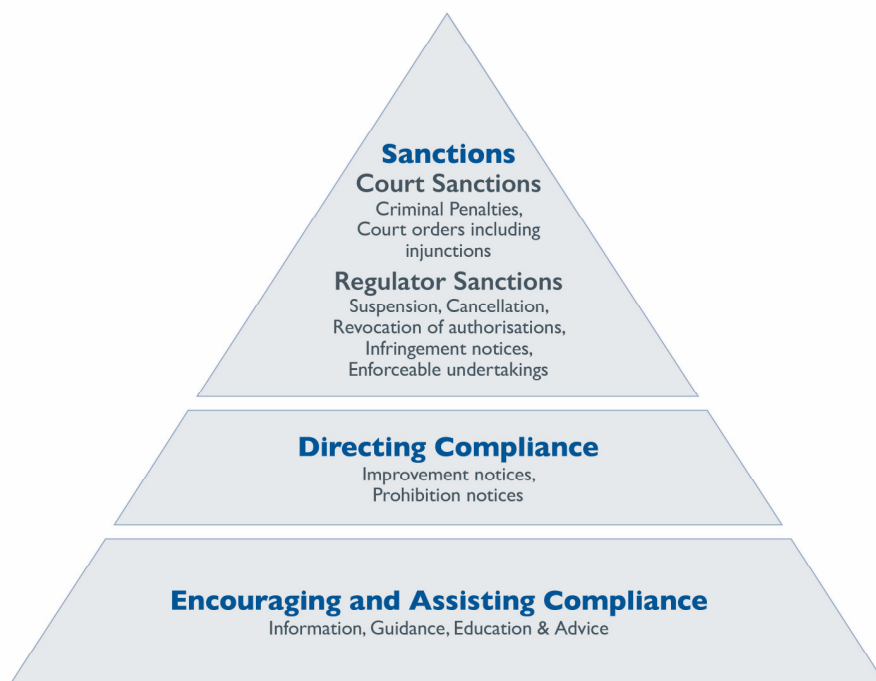 Sanctions
Court Sanctions
Criminal Penalties,
Court orders including
injunctions
Regulator Sanctions
Suspension, Cancellation,
Revocation of authorisations,
Infringement notices,
Enforceable undertakings
Directing Compliance
Improvement notices,
Prohibition notices
Encouraging and Assisting Compliance
Information, Guidance, Education & Advice